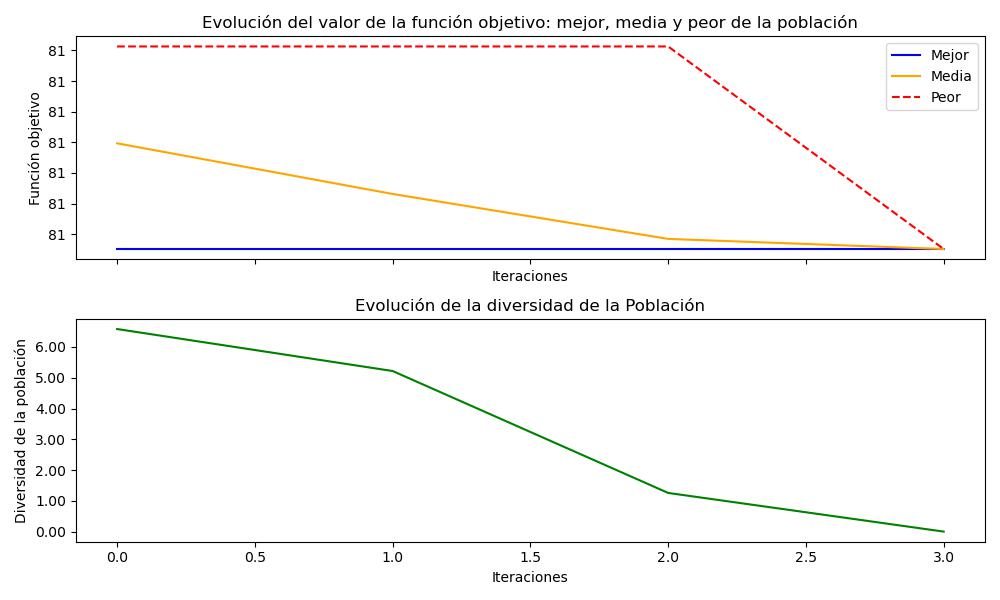 Evolución del valor de la función objetivo: mejor, media y peor de la población
Función objetivo
81
81
81
81
81
81
81
Mejor
Media
Peor
Iteraciones
Evolución de la diversidad de la Población
Diversidad de la población
6.00
5.00
4.00
3.00
2.00
1.00
0.00
0.0 0.5 1.0 1.5 2.0 2.5 3.0
Iteraciones